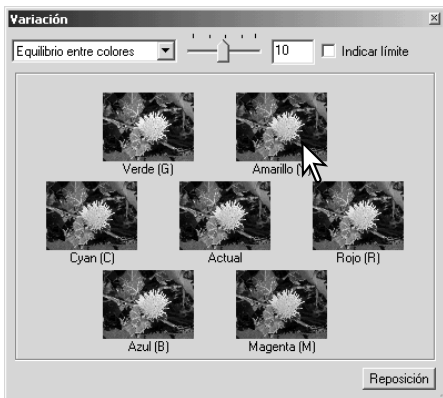 Variación
Equilibrio entre colores 10 Indicar límite
Verde (G) Amarillo (
Cyan (C) Actual Rojo (R)
Azul (B) Magenta (M)
Reposición